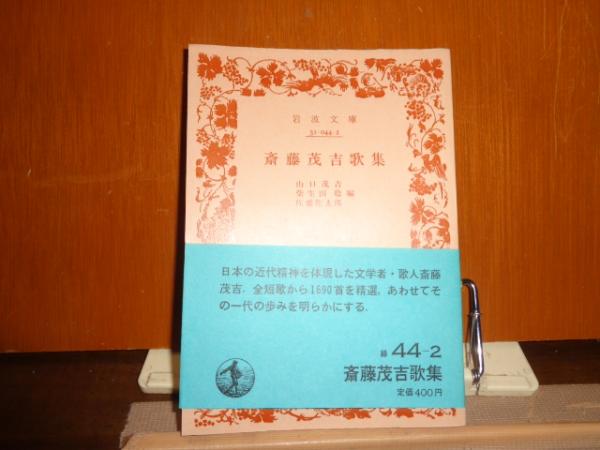 岩波文庫
31-044-2
斎藤茂吉歌集
山口茂吉
柴生田稔編
佐藤佐太郎
日本の近代精神を体現した文学者・歌人斎藤
茂吉．全短歌から1690首を精選，あわせてそ
の一代の歩みを明らかにする．
緑 44-2
斎藤茂吉歌集
定価400円